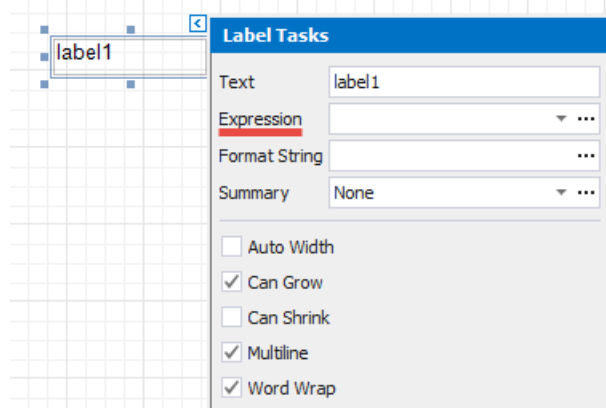 label1
Label Tasks
Text label1
Expression
Format String
Summary None
Auto Width
Can Grow
Can Shrink
Multiline
Word Wrap